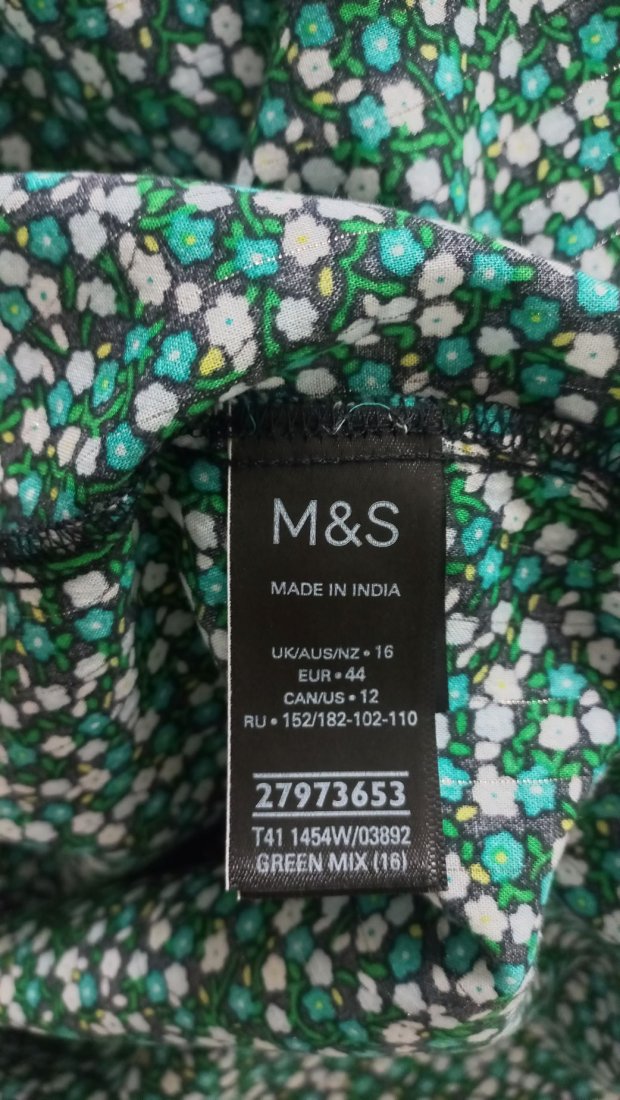 M&S
MADE IN INDIA
UK/AUS/NZ • 16
EUR • 44
CAN/US • 12
RU • 152/182-102-110
27973653
T41 1454W/03892
GREEN MIX (16)